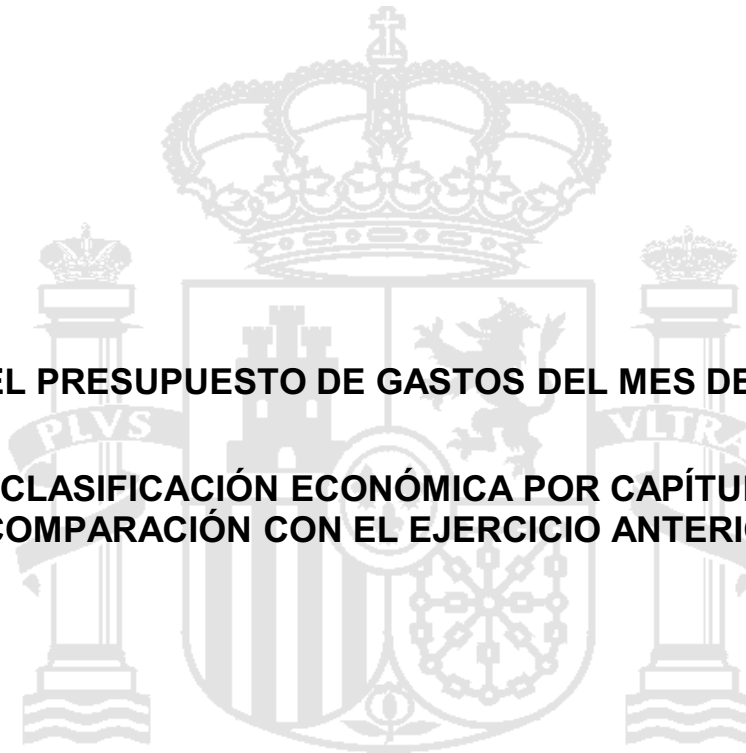 EL PRESUPUESTO DE GASTOS DEL MES DE
PLVS
VLTRA
CLASIFICACIÓN ECONÓMICA POR CAPÍTU
COMPARACIÓN CON EL EJERCICIO ANTERI